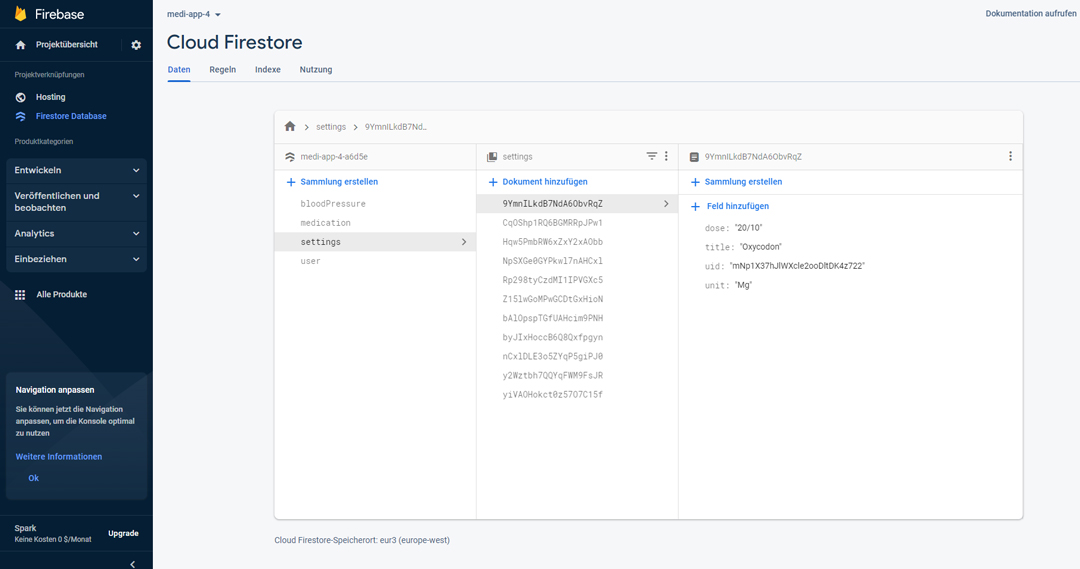 Firebase
Projektübersicht
Projektverknüpfungen
Hosting
Firestore Database
Produktkategorien
Entwickeln
Veröffentlichen und
beobachten
Analytics
Einbeziehen
Alle Produkte
Navigation anpassen
Sie können jetzt die Navigation
anpassen, um die Konsole optimal
zu nutzen
Weitere Informationen
Ok
Spark
Keine Kosten 0 $/Monat
Upgrade
medi-app-4
Dokumentation aufrufen
Cloud Firestore
Daten Regeln Indexe Nutzung
settings 9YmnILkdB7Nd…
medi-app-4-a6d5e
Sammlung erstellen
bloodPressure
medication
settings
user
settings
Dokument hinzufügen
9YmnILkdB7NdA6ObvRqZ
CqOShp1RQ6BGMRRpJPw1
Hqw5PmbRW6xZxY2xAObb
NpSXGe0GYPkwl7nAHCxl
Rp298tyCzdMI1IPVGXc5
Z15lwGoMPwGCDtGxHioN
bAlOpspTGfUAHcim9PNH
byJIxHoccB6Q8Qxfpgyn
nCxlDLE3o5ZYqP5giPJ0
y2Wztbh7QQYqFWM9FsJR
yiVAOHokct0z57O7C15f
9YmnILkdB7NdA6ObvRqZ
Sammlung erstellen
Feld hinzufügen
dose: "20/10"
title: "Oxycodon"
uid: "mNp1X37hJlWXcle2ooDltDK4z722"
unit: "Mg"
Cloud Firestore-Speicherort: eur3 (europe-west)